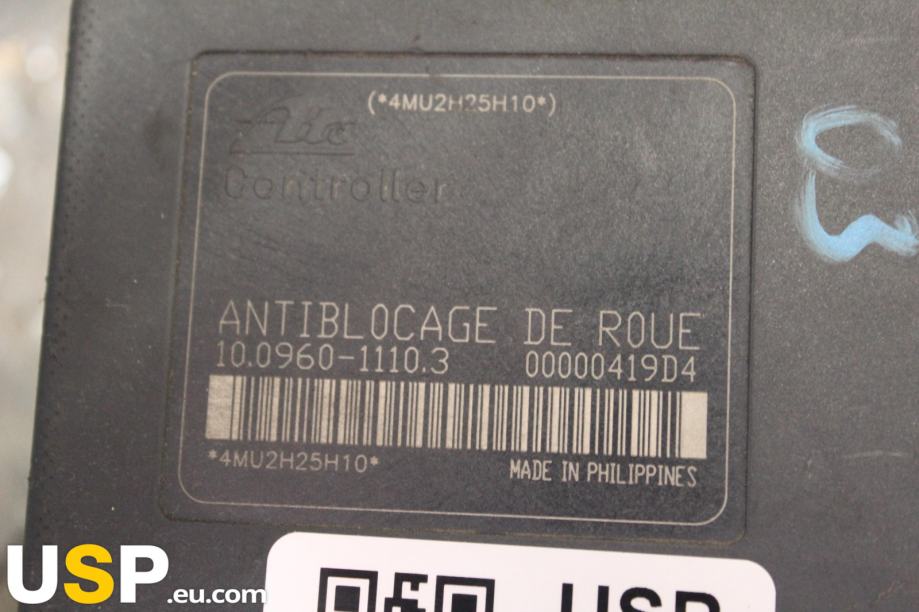 (*4MU2H25H10*)
Ate
Controller
ANTIBLOCAGE DE ROUE
10.0960-1110.3 00000419D4
*4MU2H25H10*
MADE IN PHILIPPINES
03
USP.eu.com
USP